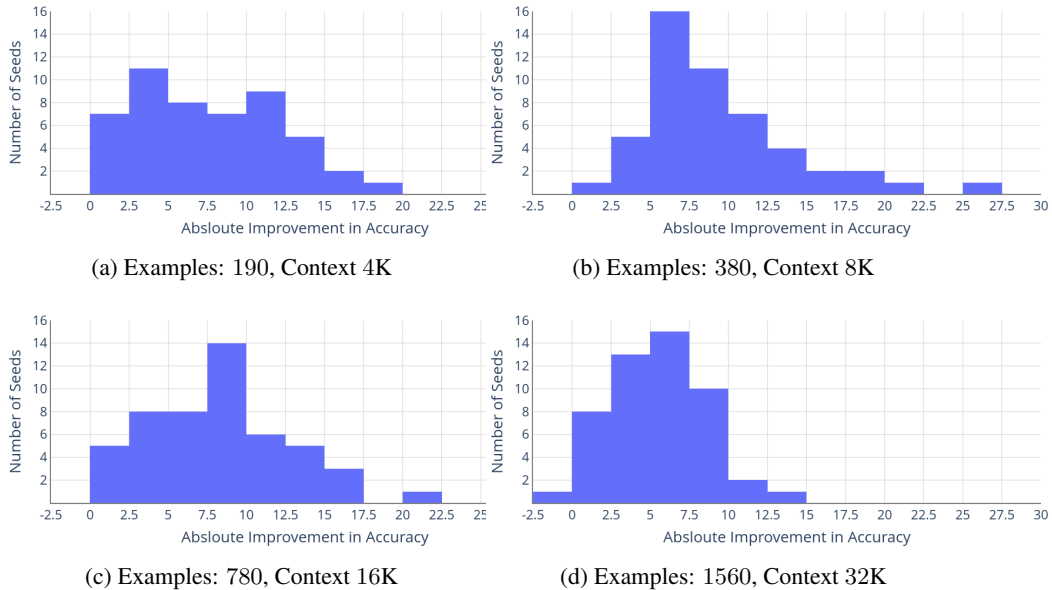 16
14
12
10
8
6
4
2
Number of Seeds
-2.5 0 2.5 5 7.5 10 12.5 15 17.5 20 22.5 25
Absloute Improvement in Accuracy
(a) Examples: 190, Context 4K
16
14
12
10
8
6
4
2
Number of Seeds
-2.5 0 2.5 5 7.5 10 12.5 15 17.5 20 22.5 25 27.5 30
Absloute Improvement in Accuracy
(b) Examples: 380, Context 8K
16
14
12
10
8
6
4
2
Number of Seeds
-2.5 0 2.5 5 7.5 10 12.5 15 17.5 20 22.5 25
Absloute Improvement in Accuracy
(c) Examples: 780, Context 16K
16
14
12
10
8
6
4
2
Number of Seeds
-2.5 0 2.5 5 7.5 10 12.5 15 17.5 20 22.5 25 27.5 30
Absloute Improvement in Accuracy
(d) Examples: 1560, Context 32K